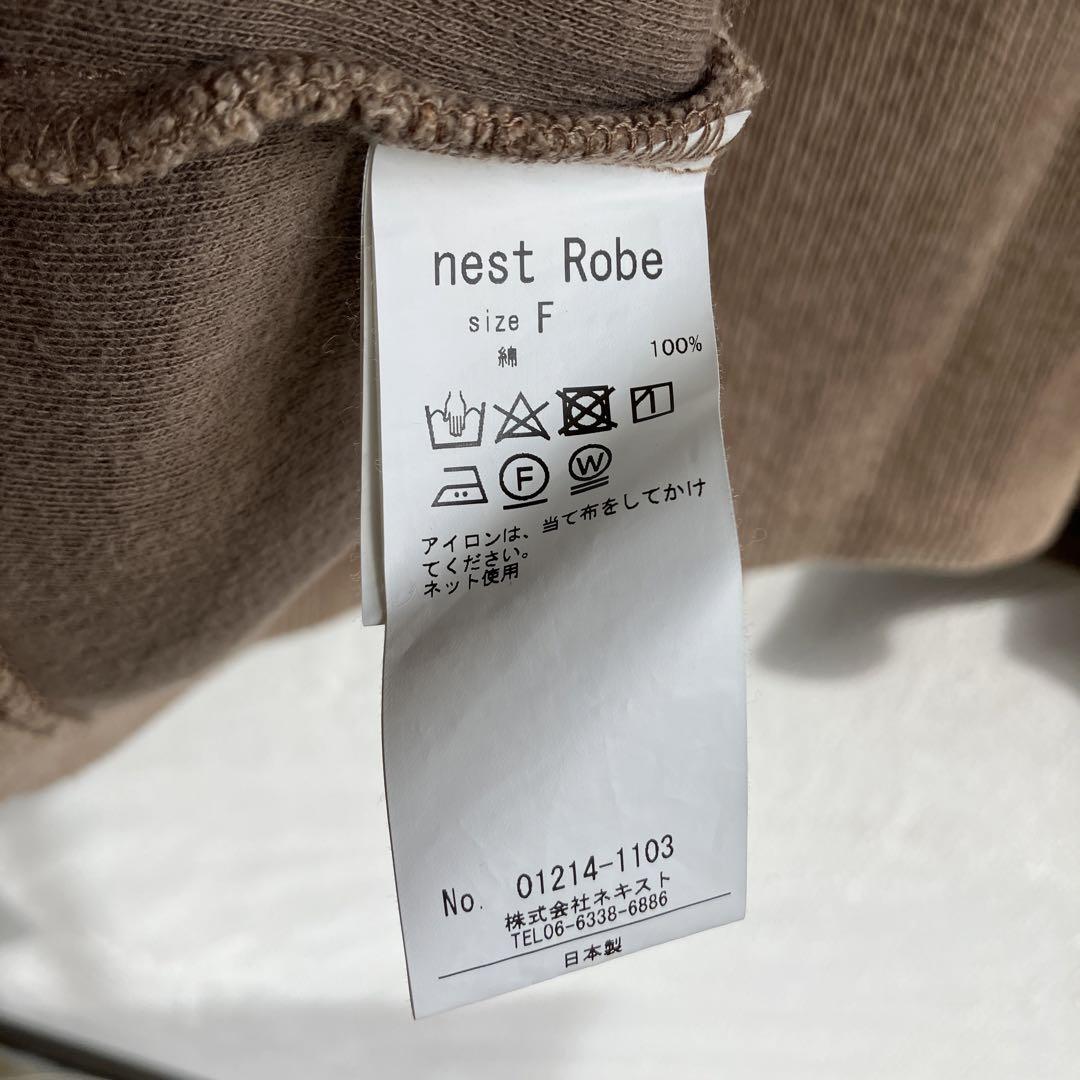 nest Robe
size F
綿 100%
F W
アイロンは、当て布をしてかけ
てください。
ネット使用
No. 01214-1103
株式会社ネキスト
TEL06-6338-6886
日本製